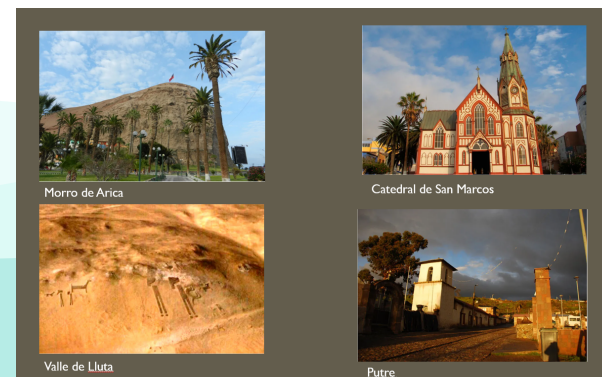 Morro de Arica
Catedral de San Marcos
Valle de Lluta
Putre